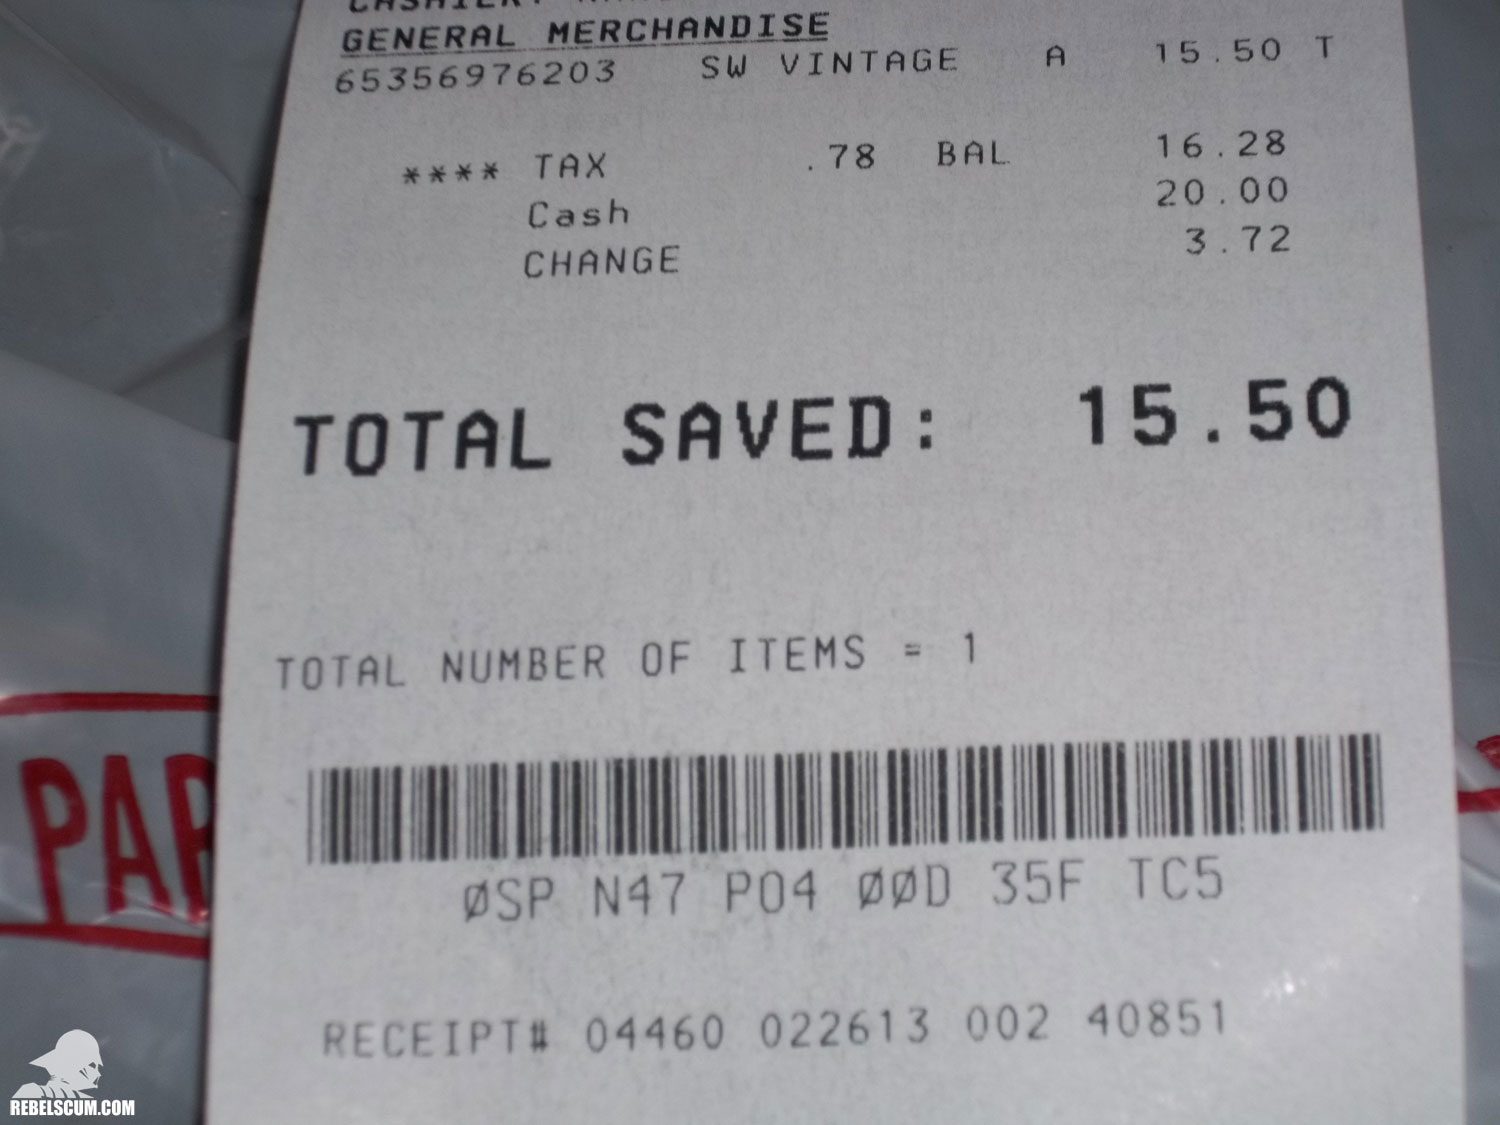 GENERAL MERCHANDISE
65356976203 SW VINTAGE A 15.50 T
**** TAX .78 BAL 16.28
Cash 20.00
CHANGE 3.72
TOTAL SAVED: 15.50
TOTAL NUMBER OF ITEMS = 1
PAP
ØSP N47 P04 ØØD 35F TC5
RECEIPT# 04460 022613 002 40851
REBELSCUM.COM